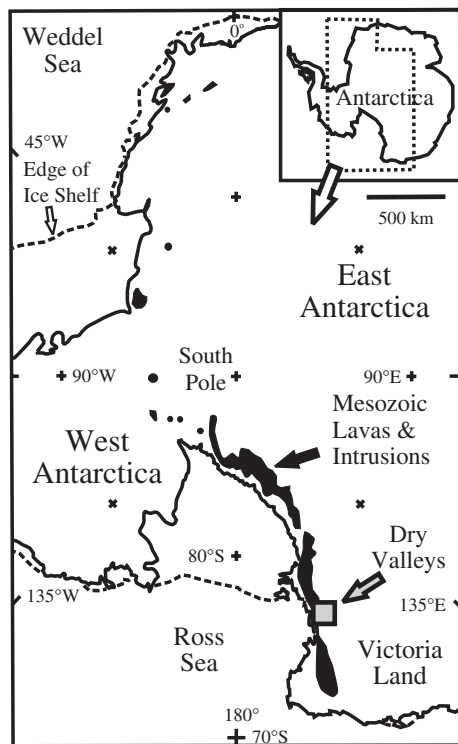 Weddel
Sea
0°
Antarctica
45°W
Edge of
Ice Shelf
500 km
East
Antarctica
South
Pole
90°W
90°E
Mesozoic
Lavas &
Intrusions
West
Antarctica
Dry
Valleys
80°S
135°W
135°E
Ross
Sea
Victoria
Land
180°
70°S